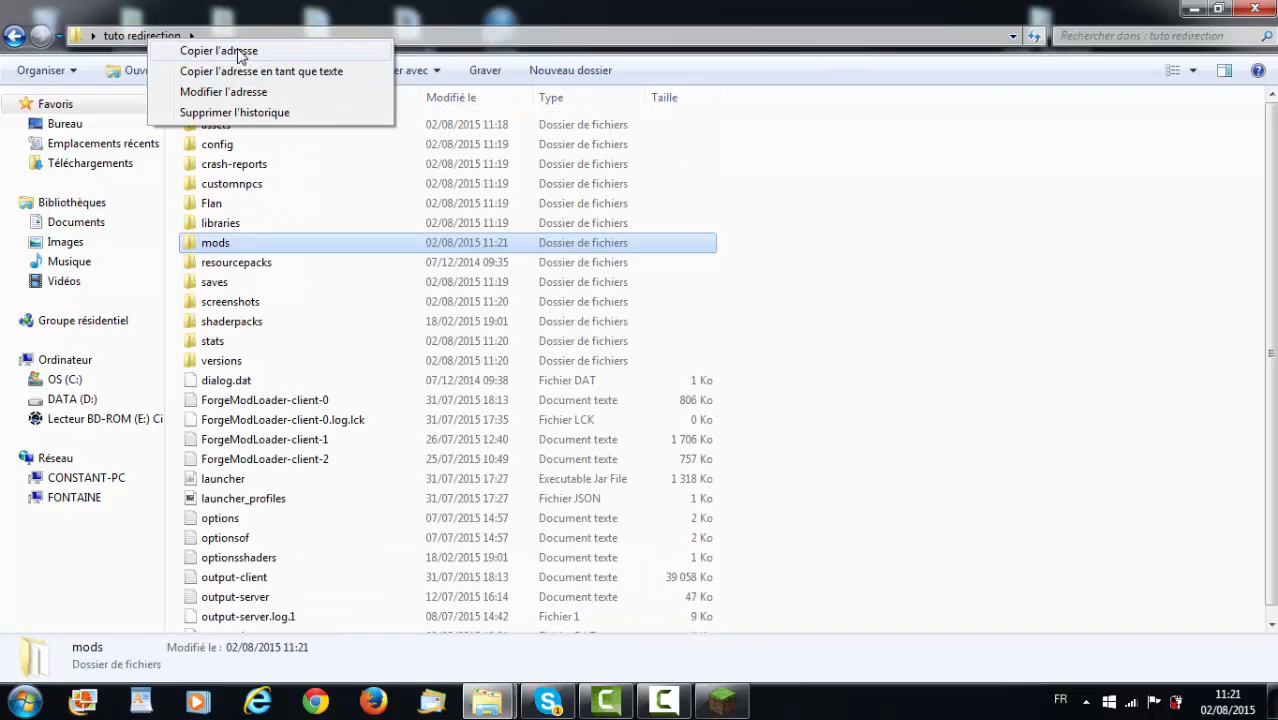 tuto redirection
Rechercher dans : tuto redirection
Copier l'adresse
Copier l'adresse en tant que texte
Modifier l'adresse
Supprimer l'historique
Organiser Ouv er avec Graver Nouveau dossier
Modifié le Type Taille
Favoris
Bureau
Emplacements récents
Téléchargements
Bibliothèques
Documents
Images
Musique
Vidéos
Groupe résidentiel
Ordinateur
OS (C:)
DATA (D:)
Lecteur BD-ROM (E:) Ci
Réseau
CONSTANT-PC
FONTAINE
assets 02/08/2015 11:18 Dossier de fichiers
config 02/08/2015 11:19 Dossier de fichiers
crash-reports 02/08/2015 11:19 Dossier de fichiers
customnpcs 02/08/2015 11:19 Dossier de fichiers
Flan 02/08/2015 11:19 Dossier de fichiers
libraries 02/08/2015 11:19 Dossier de fichiers
mods 02/08/2015 11:21 Dossier de fichiers
resourcepacks 07/12/2014 09:35 Dossier de fichiers
saves 02/08/2015 11:19 Dossier de fichiers
screenshots 02/08/2015 11:20 Dossier de fichiers
shaderpacks 18/02/2015 19:01 Dossier de fichiers
stats 02/08/2015 11:20 Dossier de fichiers
versions 02/08/2015 11:20 Dossier de fichiers
dialog.dat 07/12/2014 09:38 Fichier DAT 1 Ko
ForgeModLoader-client-0 31/07/2015 18:13 Document texte 806 Ko
ForgeModLoader-client-0.log.lck 31/07/2015 17:35 Fichier LCK 0 Ko
ForgeModLoader-client-1 26/07/2015 12:40 Document texte 1 706 Ko
ForgeModLoader-client-2 25/07/2015 10:49 Document texte 757 Ko
launcher 31/07/2015 17:27 Executable Jar File 1 318 Ko
launcher_profiles 31/07/2015 17:27 Fichier JSON 1 Ko
options 07/07/2015 14:57 Document texte 2 Ko
optionsof 07/07/2015 14:57 Document texte 2 Ko
optionsshaders 18/02/2015 19:01 Document texte 1 Ko
output-client 31/07/2015 18:13 Document texte 39 058 Ko
output-server 12/07/2015 16:14 Document texte 47 Ko
output-server.log.1 08/07/2015 14:42 Fichier 1 9 Ko
mods Modifié le : 02/08/2015 11:21
Dossier de fichiers
FR
11:21
02/08/2015